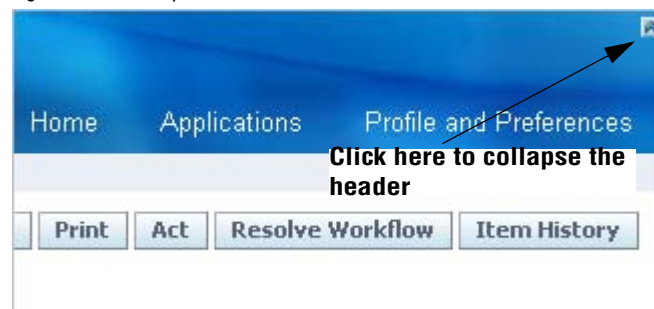 Home Applications Profile and Preferences
Click here to collapse the
header
Print Act Resolve Workflow Item History